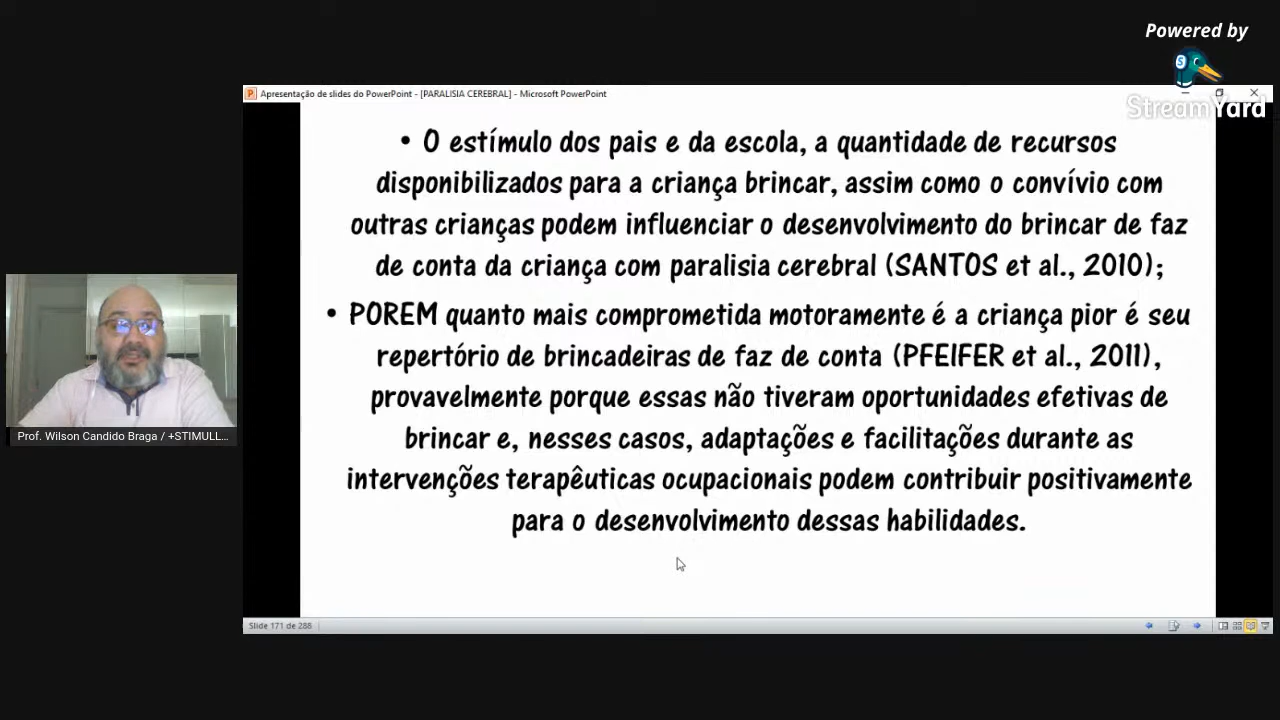 Powered by
StreamYard
Apresentação de slides do PowerPoint - [PARALISIA CEREBRAL] - Microsoft PowerPoint
• O estímulo dos pais e da escola, a quantidade de recursos
disponibilizados para a criança brincar, assim como o convívio com
outras crianças podem influenciar o desenvolvimento do brincar de faz
de conta da criança com paralisia cerebral (SANTOS et al., 2010);
• POREM quanto mais comprometida motoramente é a criança pior é seu
repertório de brincadeiras de faz de conta (PFEIFER et al., 2011),
provavelmente porque essas não tiveram oportunidades efetivas de
brincar e, nesses casos, adaptações e facilitações durante as
intervenções terapêuticas ocupacionais podem contribuir positivamente
para o desenvolvimento dessas habilidades.
Prof. Wilson Candido Braga / +STIMULL...
Slide 171 de 288